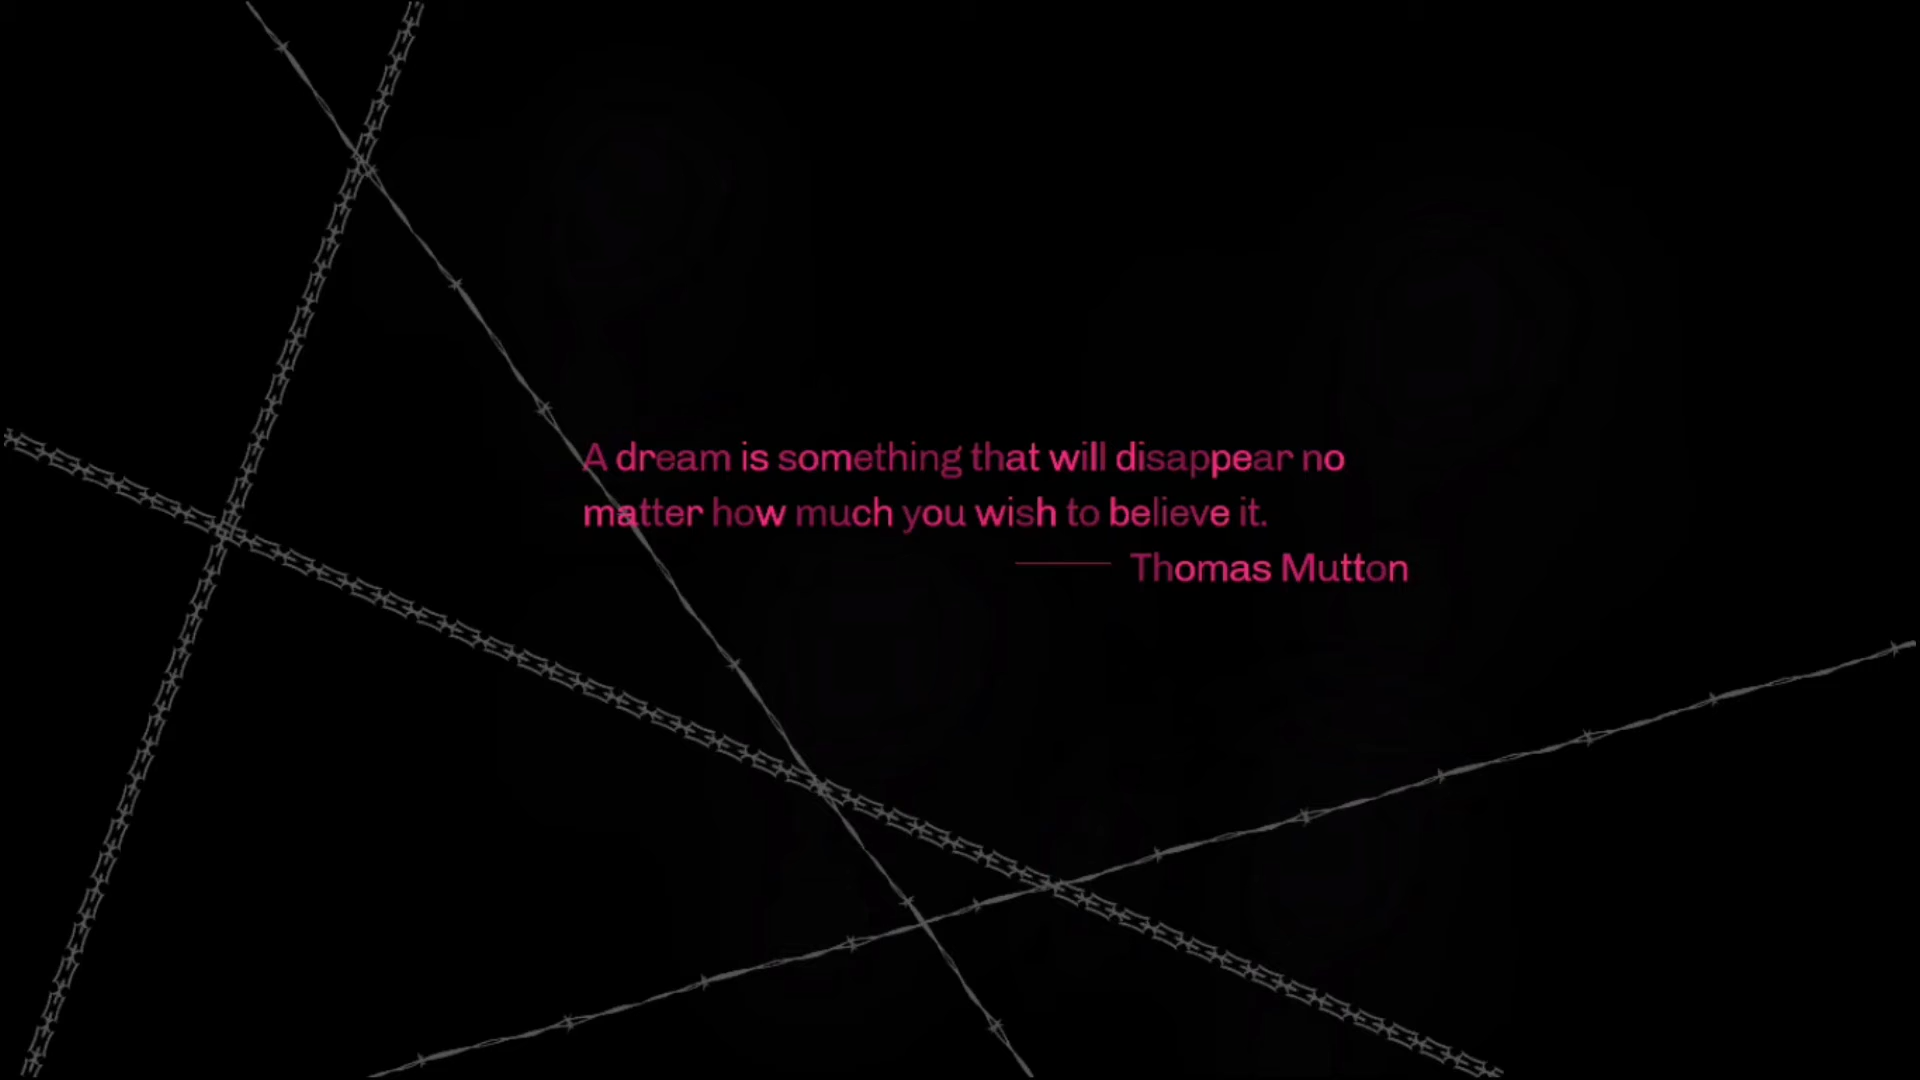 A dream is something that will disappear no
matter how much you wish to believe it.
Thomas Mutton